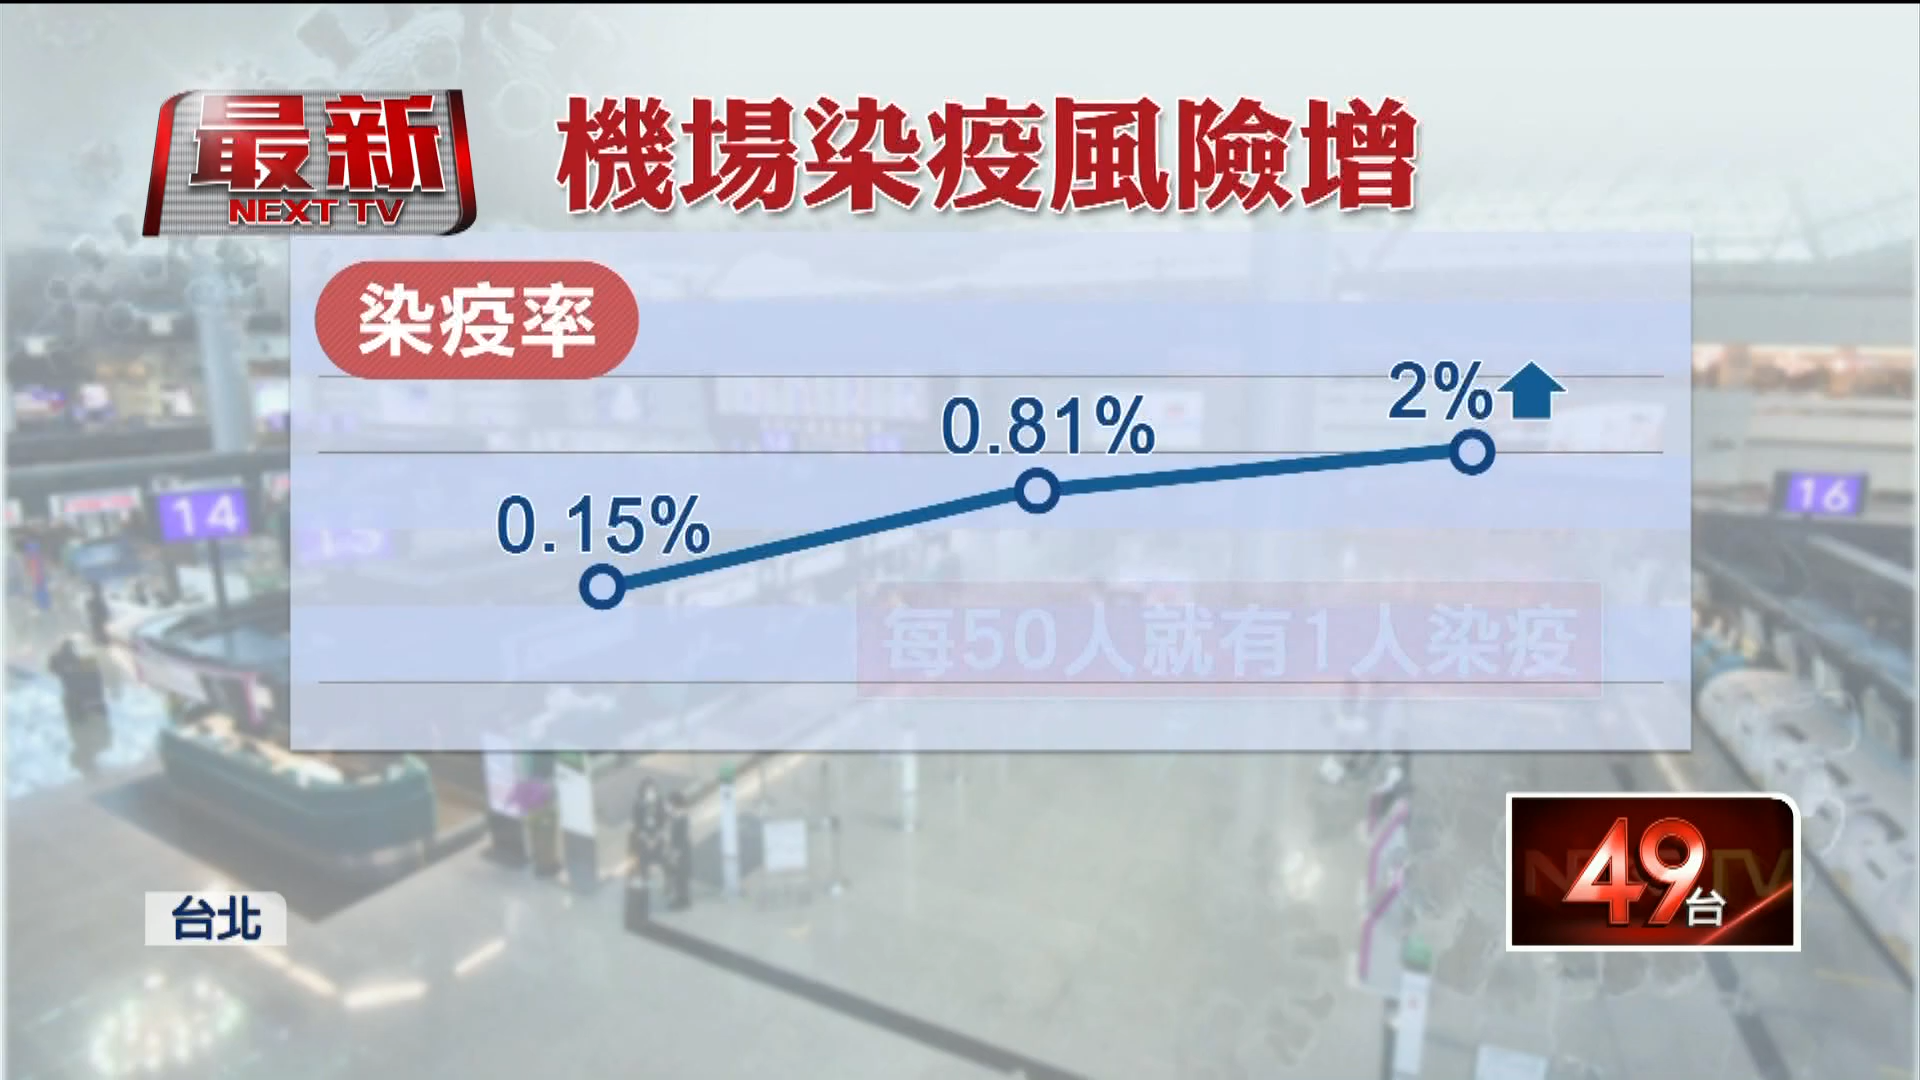 最新
NEXT TV
機場染疫風險增
染疫率
2%
0.81%
0.15%
14
16
每50人就有1人染疫
49台
台北